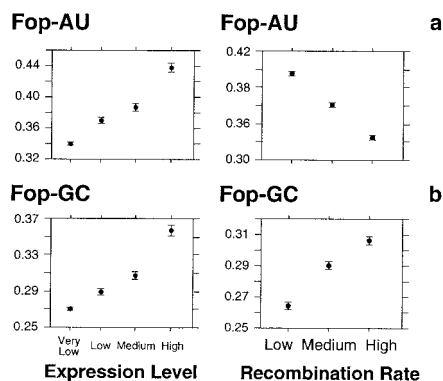 Fop-AU Fop-AU a
0.44 0.42
0.40
0.36 0.36
0.32 0.30
Fop-GC Fop-GC b
0.37
0.33 0.31
0.29 0.29
0.27
0.25 0.25
Very Low Low Medium High Low Medium High
Expression Level Recombination Rate